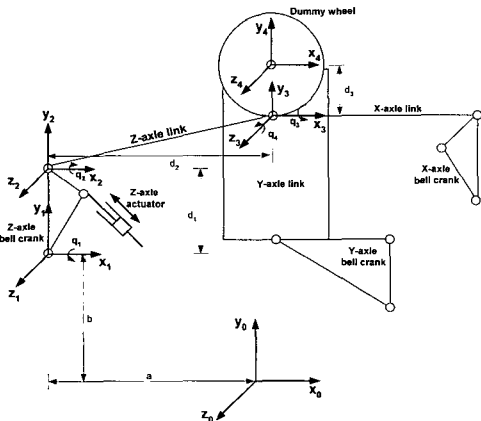 Dummy wheel
y4
x4
z4
d3
y3
x3
z3
q3
q4
X-axle link
Z-axle link
d2
y2
x2
z2
q2
Z-axle
actuator
Y-axle link
X-axle
bell crank
d1
y1
Z-axle
bell
crank
q1
x1
z1
Y-axle
bell crank
b
a
y0
x0
z0